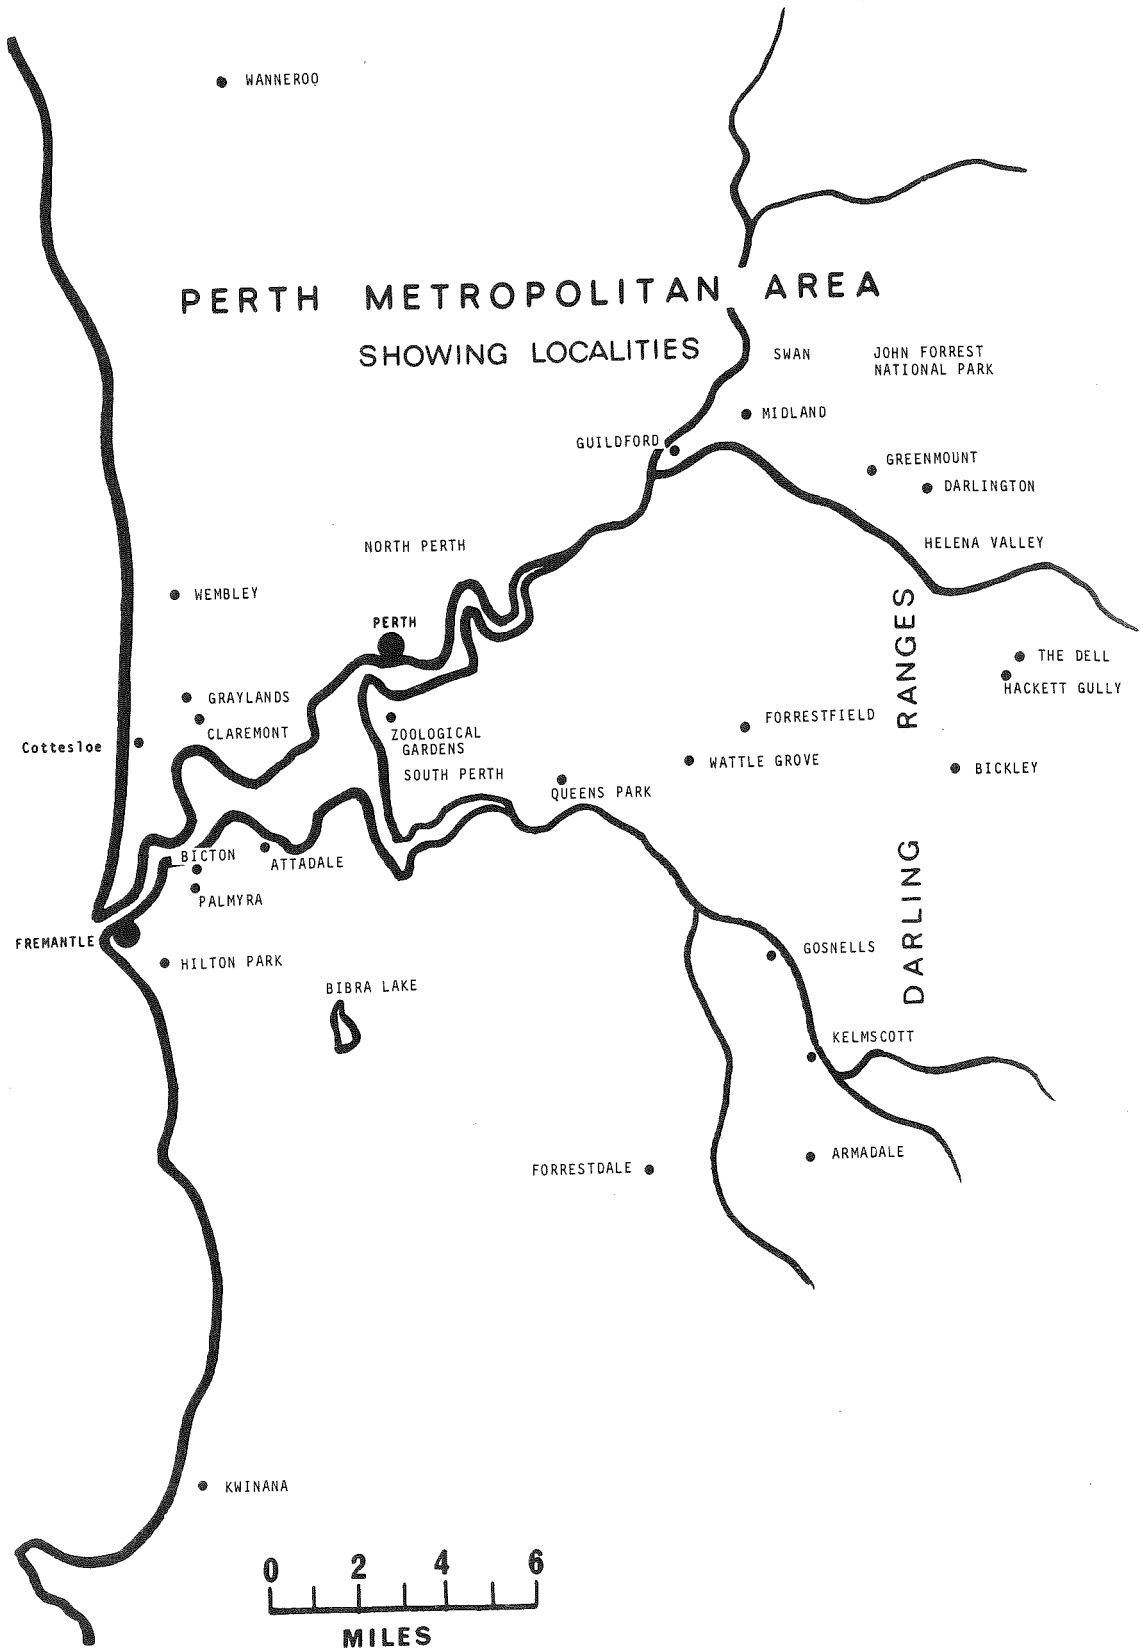 WANNEROO
PERTH METROPOLITAN AREA
SHOWING LOCALITIES
SWAN
JOHN FORREST
NATIONAL PARK
MIDLAND
GUILDFORD
GREENMOUNT
DARLINGTON
NORTH PERTH
HELENA VALLEY
WEMBLEY
PERTH
DARLING RANGES
THE DELL
HACKETT GULLY
GRAYLANDS
CLAREMONT
Cottesloe
ZOOLOGICAL
GARDENS
FORRESTFIELD
WATTLE GROVE
BICKLEY
SOUTH PERTH
QUEENS PARK
BICTON
ATTADALE
PALMYRA
FREMANTLE
HILTON PARK
GOSNELLS
BIBRA LAKE
KELMSCOTT
ARMADALE
FORRESTDALE
KWINANA
0 2 4 6
MILES